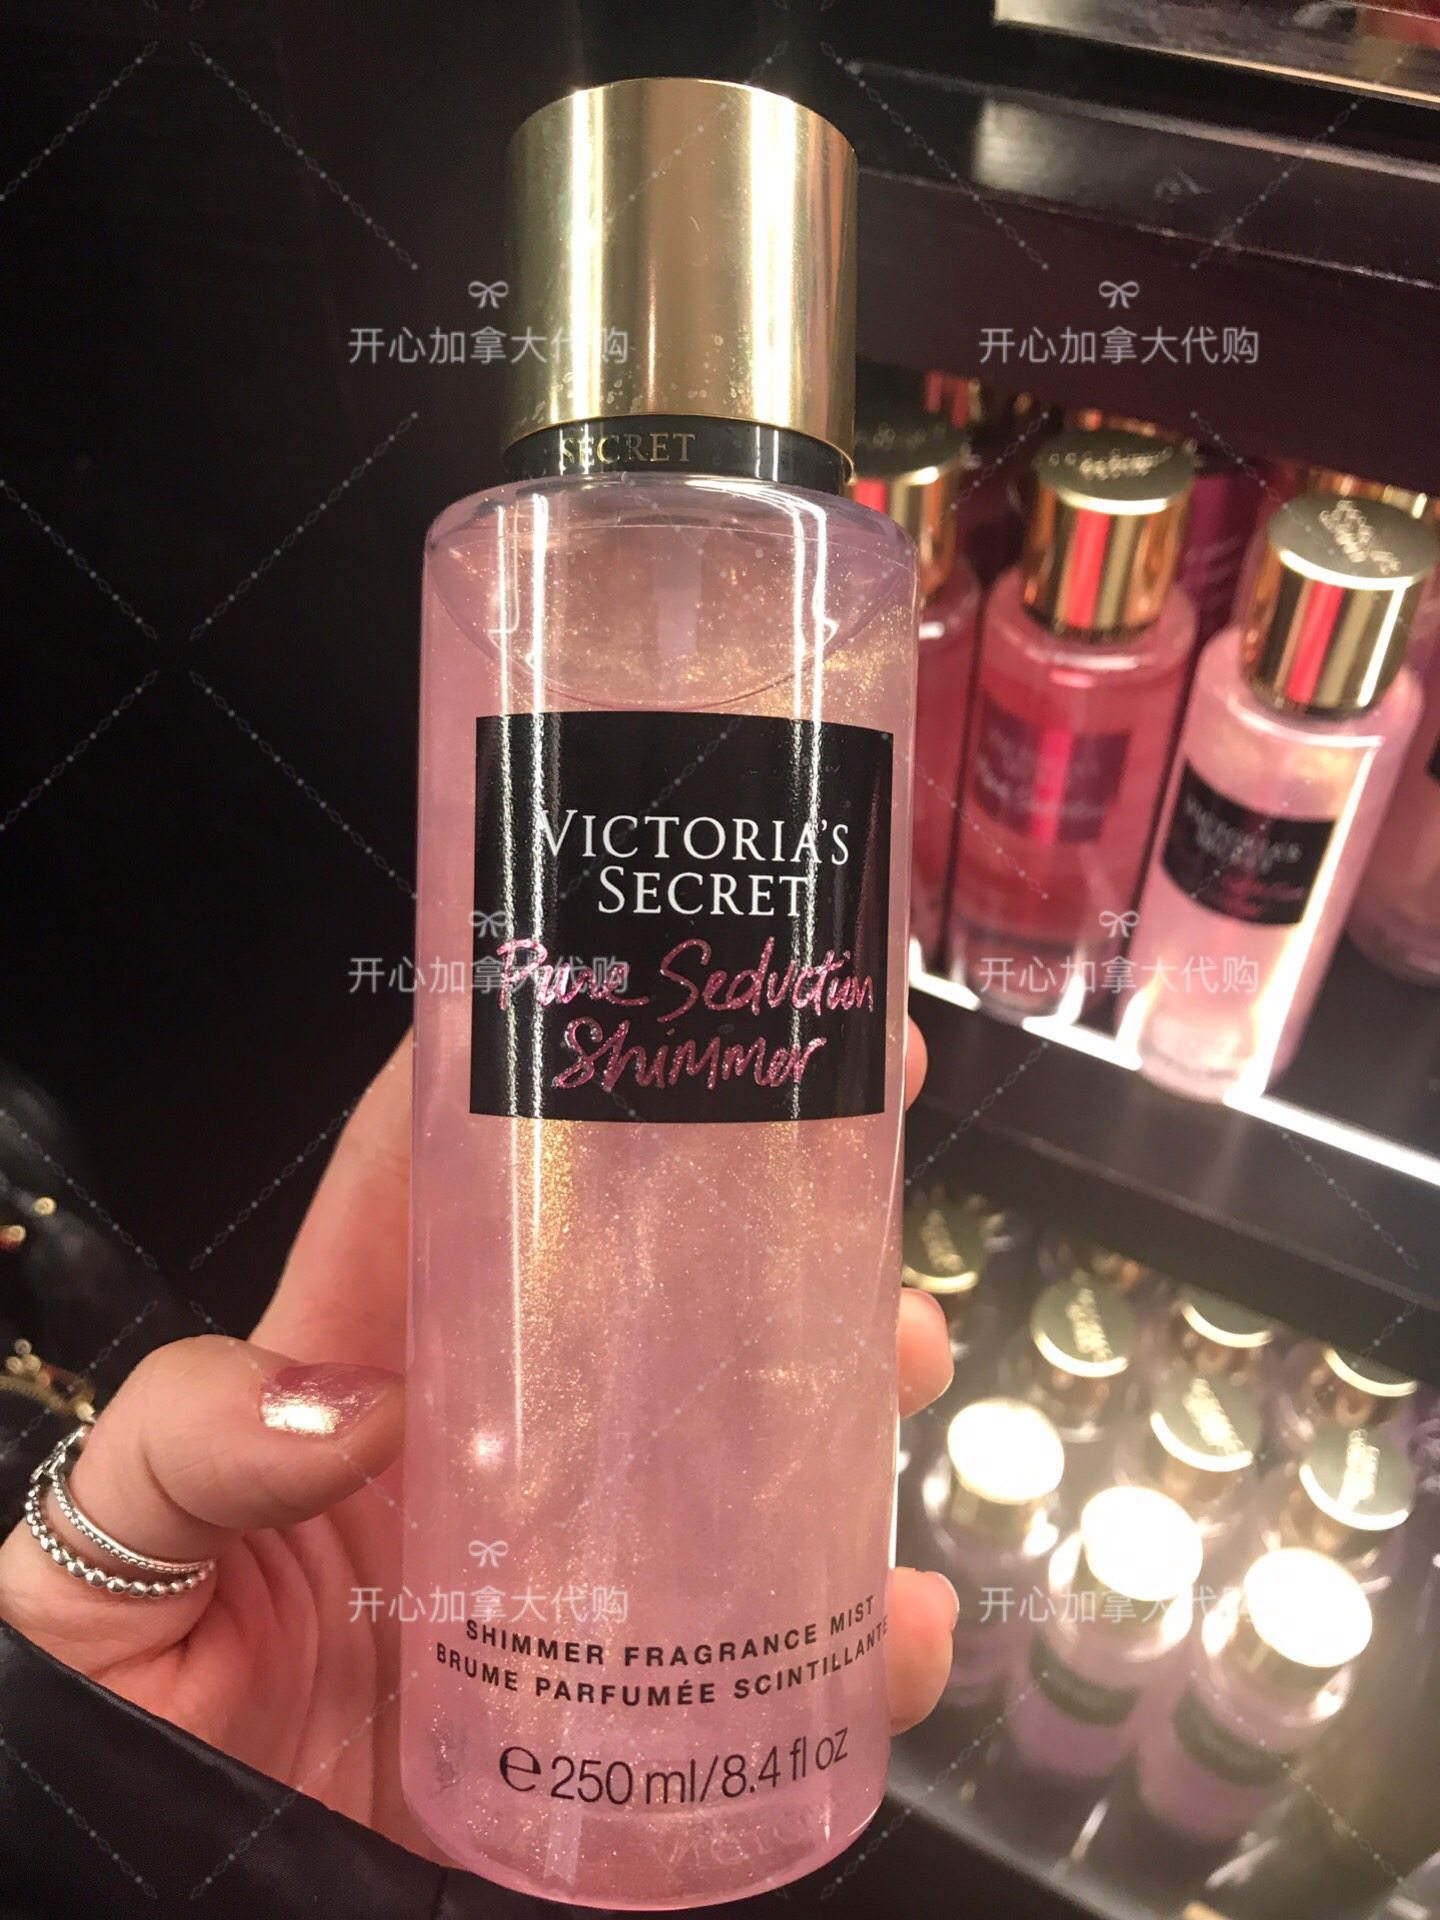 开心加拿大代购
开心加拿大代购
SECRET
VICTORIA'S
SECRET
Pure Seduction
Shimmer
开心加拿大代购
开心加拿大代购
开心加拿大代购
开心加拿大代购
SHIMMER FRAGRANCE MIST
BRUME PARFUMÉE SCINTILLANTE
℮ 250 ml/8.4 fl oz